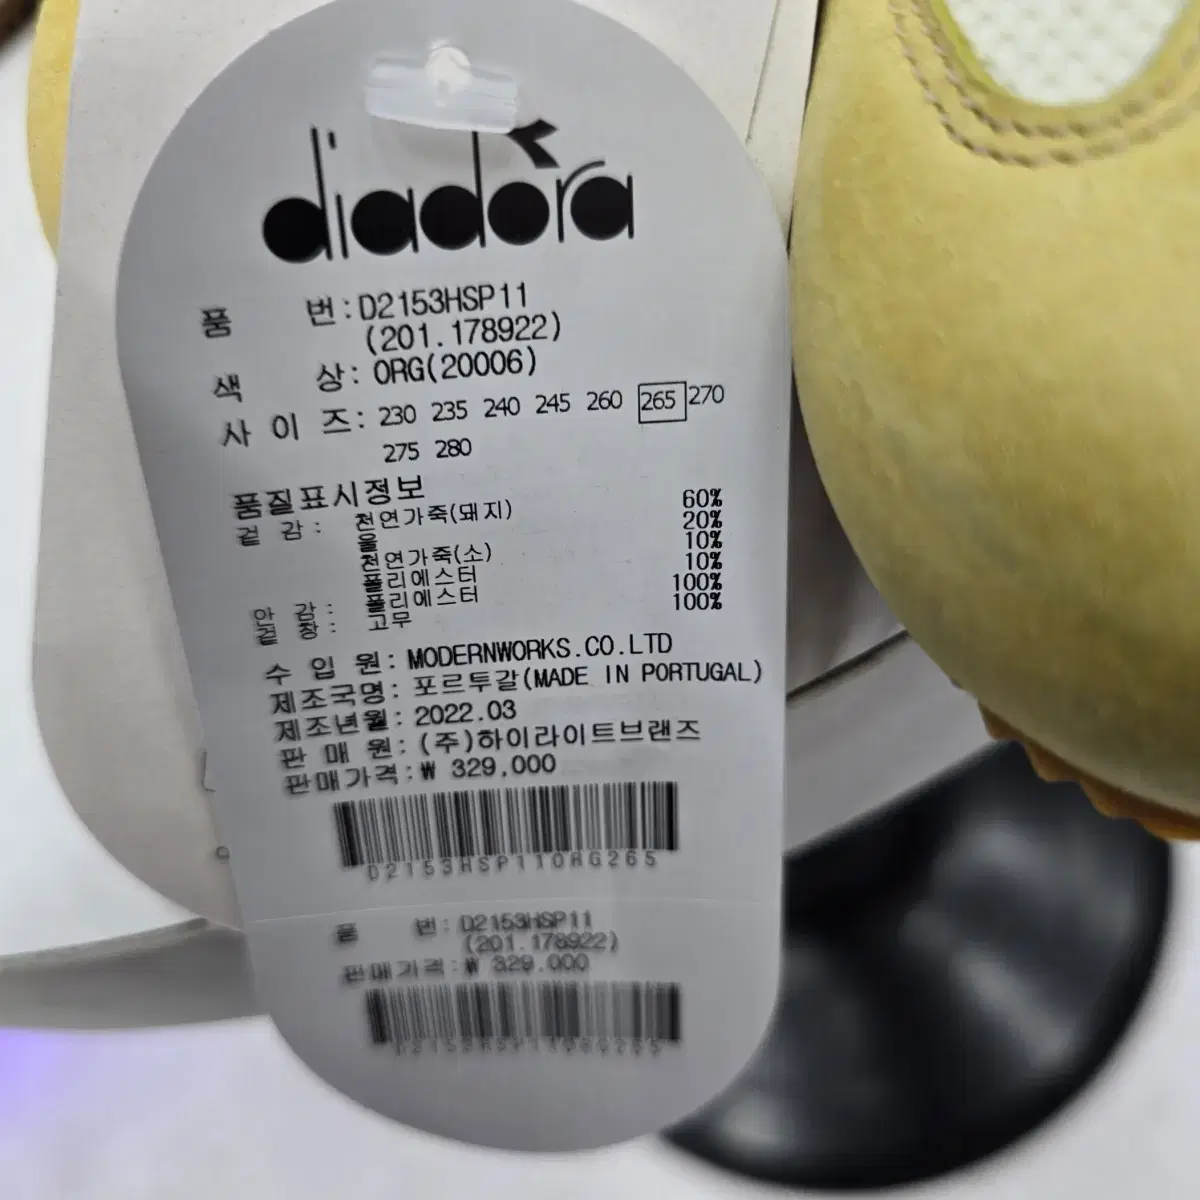 diadora
품 번:D2153HSP11
(201.178922)
색 상: ORG(20006)
사 이 즈: 230 235 240 245 260 265 270
275 280
품질표시정보
겉 감: 천연가죽(돼지) 60%
울 20%
천연가죽(소) 10%
폴리에스터 10%
안 감: 폴리에스터 100%
겉 창: 고무 100%
수 입 원: MODERNWORKS.CO.LTD
제조국명: 포르투갈(MADE IN PORTUGAL)
제조년월: 2022.03
판 매 원: (주)하이라이트브랜즈
판매가격:₩ 329,000
D2153HSP11ORG265
품 번: D2153HSP11
(201.178922)
판매가격:₩ 329.000
D2153HSP11ORG265